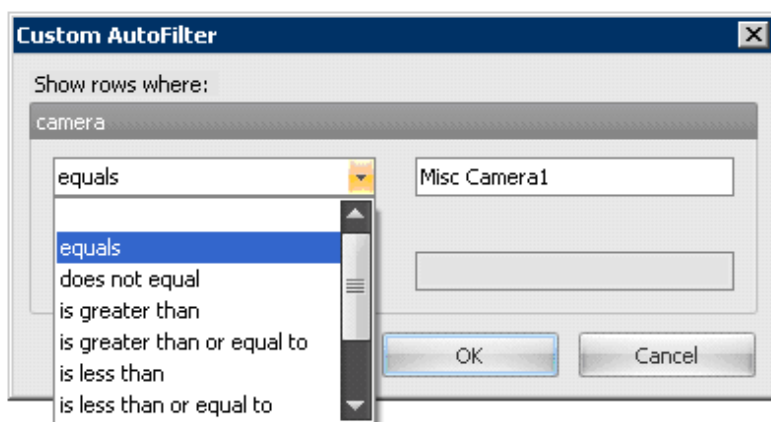 Custom AutoFilter
Show rows where:
camera
equals
Misc Camera1
equals
does not equal
is greater than
is greater than or equal to
is less than
is less than or equal to
OK
Cancel